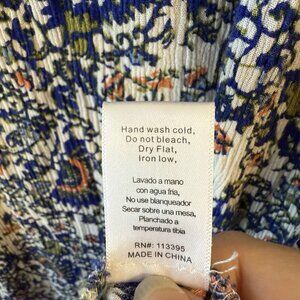 Hand wash cold,
Do not bleach,
Dry Flat,
iron low,
Lavado a mano
con agua fria,
No use blanqueador
Secar sobre una mesa,
Planchado a
temperatura tibia
RN#: 113395
MADE IN CHINA